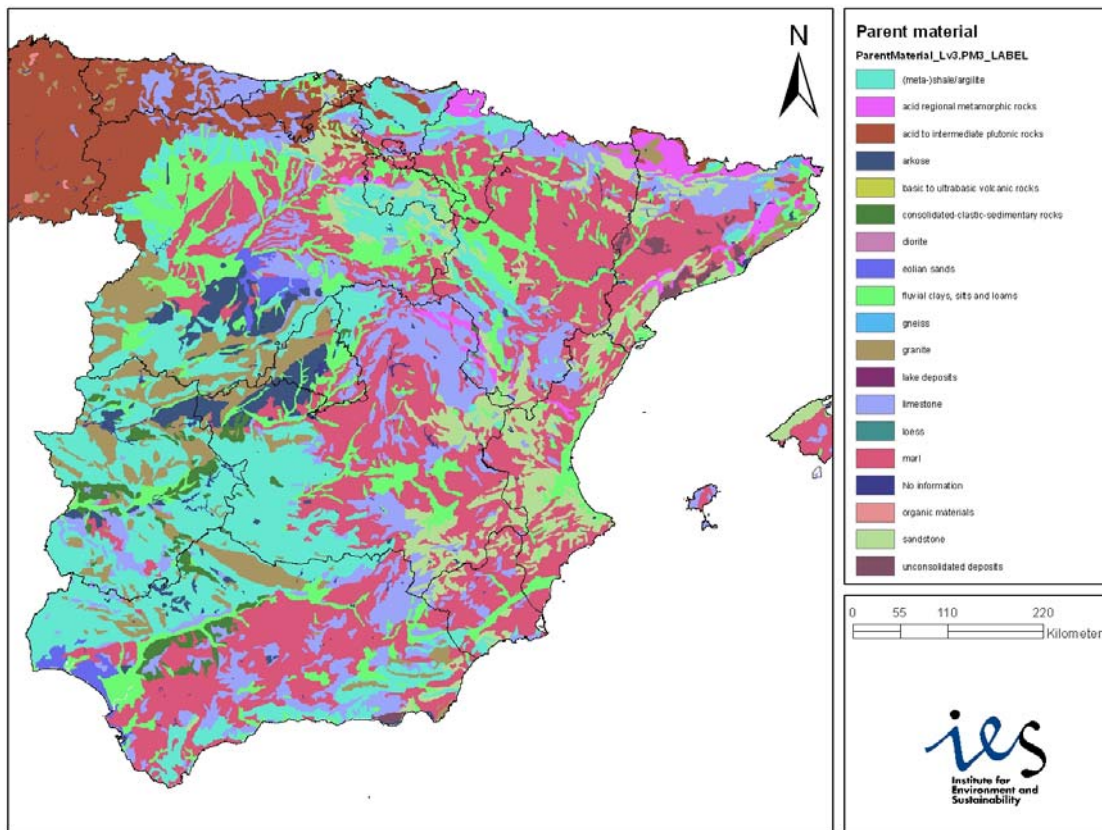 N
Parent material
ParentMaterial_Lv3.PM3_LABEL
(meta-)shale/argilite
acid regional metamorphic rocks
acid to intermediate plutonic rocks
arkose
basic to ultrabasic volcanic rocks
consolidated-clastic-sedimentary rocks
diorite
eolian sands
fluvial clays, silts and loams
gneiss
granite
lake deposits
limestone
loess
marl
No information
organic materials
sandstone
unconsolidated deposits
0 55 110 220
Kilometer
ies
Institute for
Environment and
Sustainability